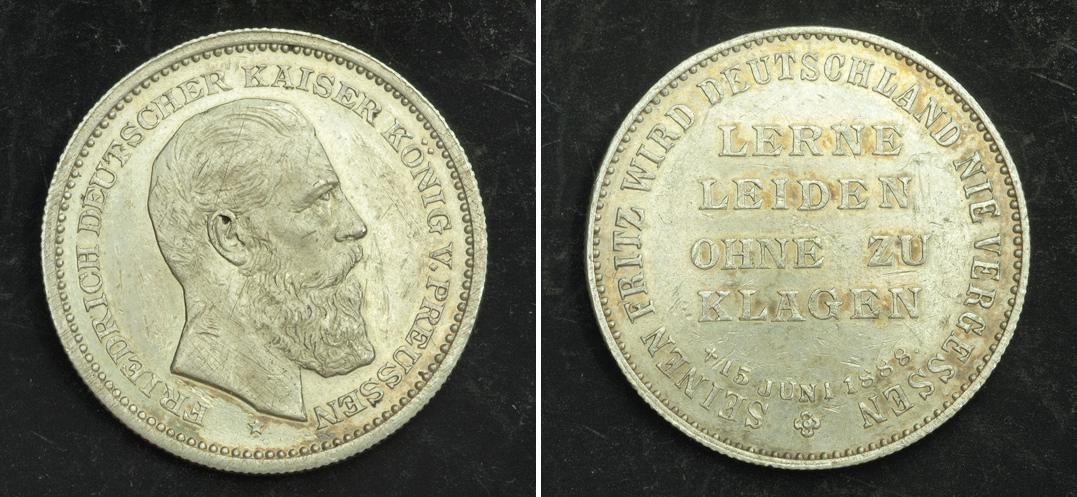 FRIEDRICH DEUTSCHER KAISER KÖNIG V. PREUSSEN
SEINEN FRITZ WIRD DEUTSCHLAND NIE VERGESSEN
LERNE
LEIDEN
OHNE ZU
KLAGEN
+ 15 JUNI 1888.